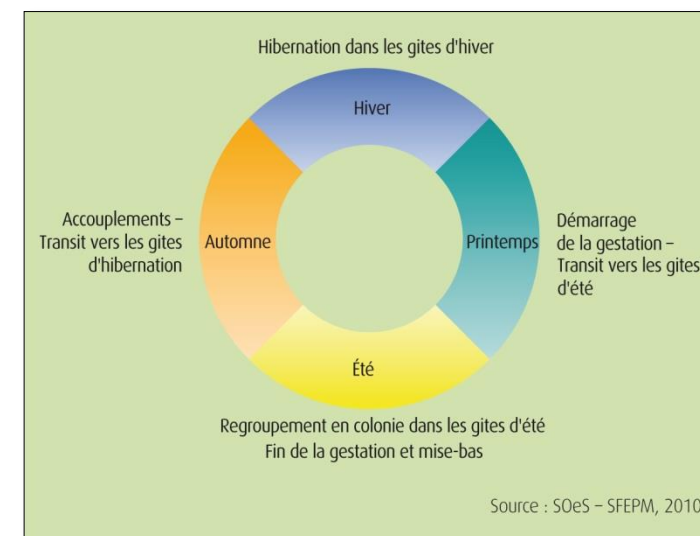 Hibernation dans les gites d'hiver
Hiver
Accouplements –
Transit vers les gites
d'hibernation
Automne
Printemps
Démarrage
de la gestation –
Transit vers les gites
d'été
Été
Regroupement en colonie dans les gites d'été
Fin de la gestation et mise-bas
Source : SOeS – SFEPM, 2010